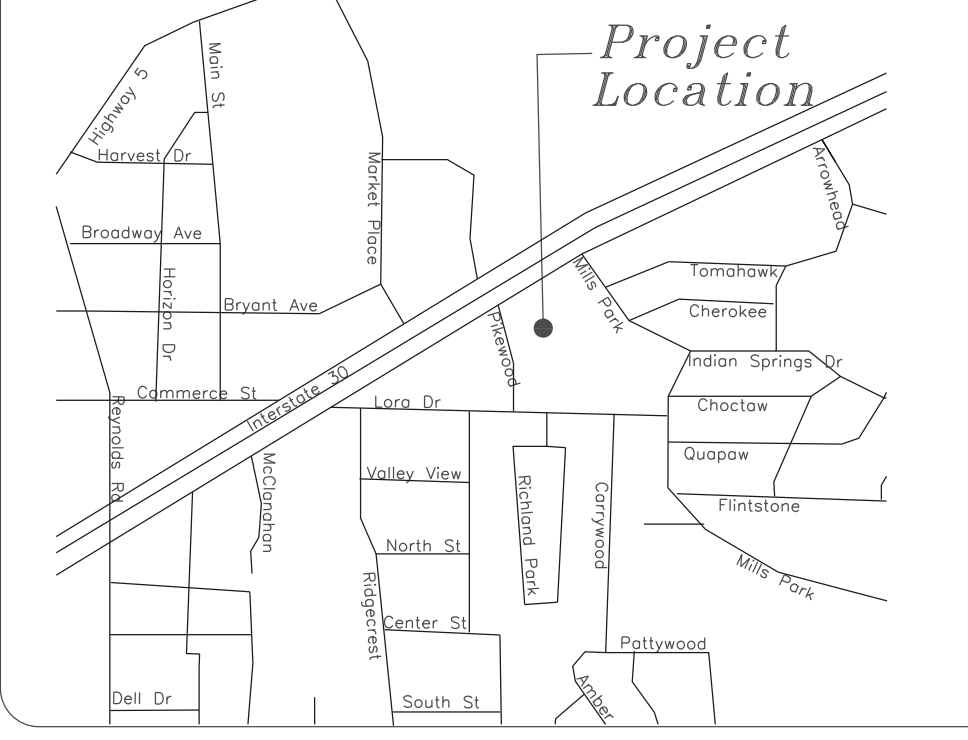 Project
Location
Main St
Highway 5
Harvest Dr
Market Place
Arrowhead
Broadway Ave
Horizon Dr
Tomahawk
Mills Park
Bryant Ave
Cherokee
Pikewood
Indian Springs Dr
Interstate 30
Commerce St
Lora Dr
Choctaw
Reynolds Rd
McClanahan
Valley View
Quapaw
Richland Park
Carrywood
Flintstone
North St
Mills Park
Ridgecrest
Center St
Pattywood
Dell Dr
South St
Amber